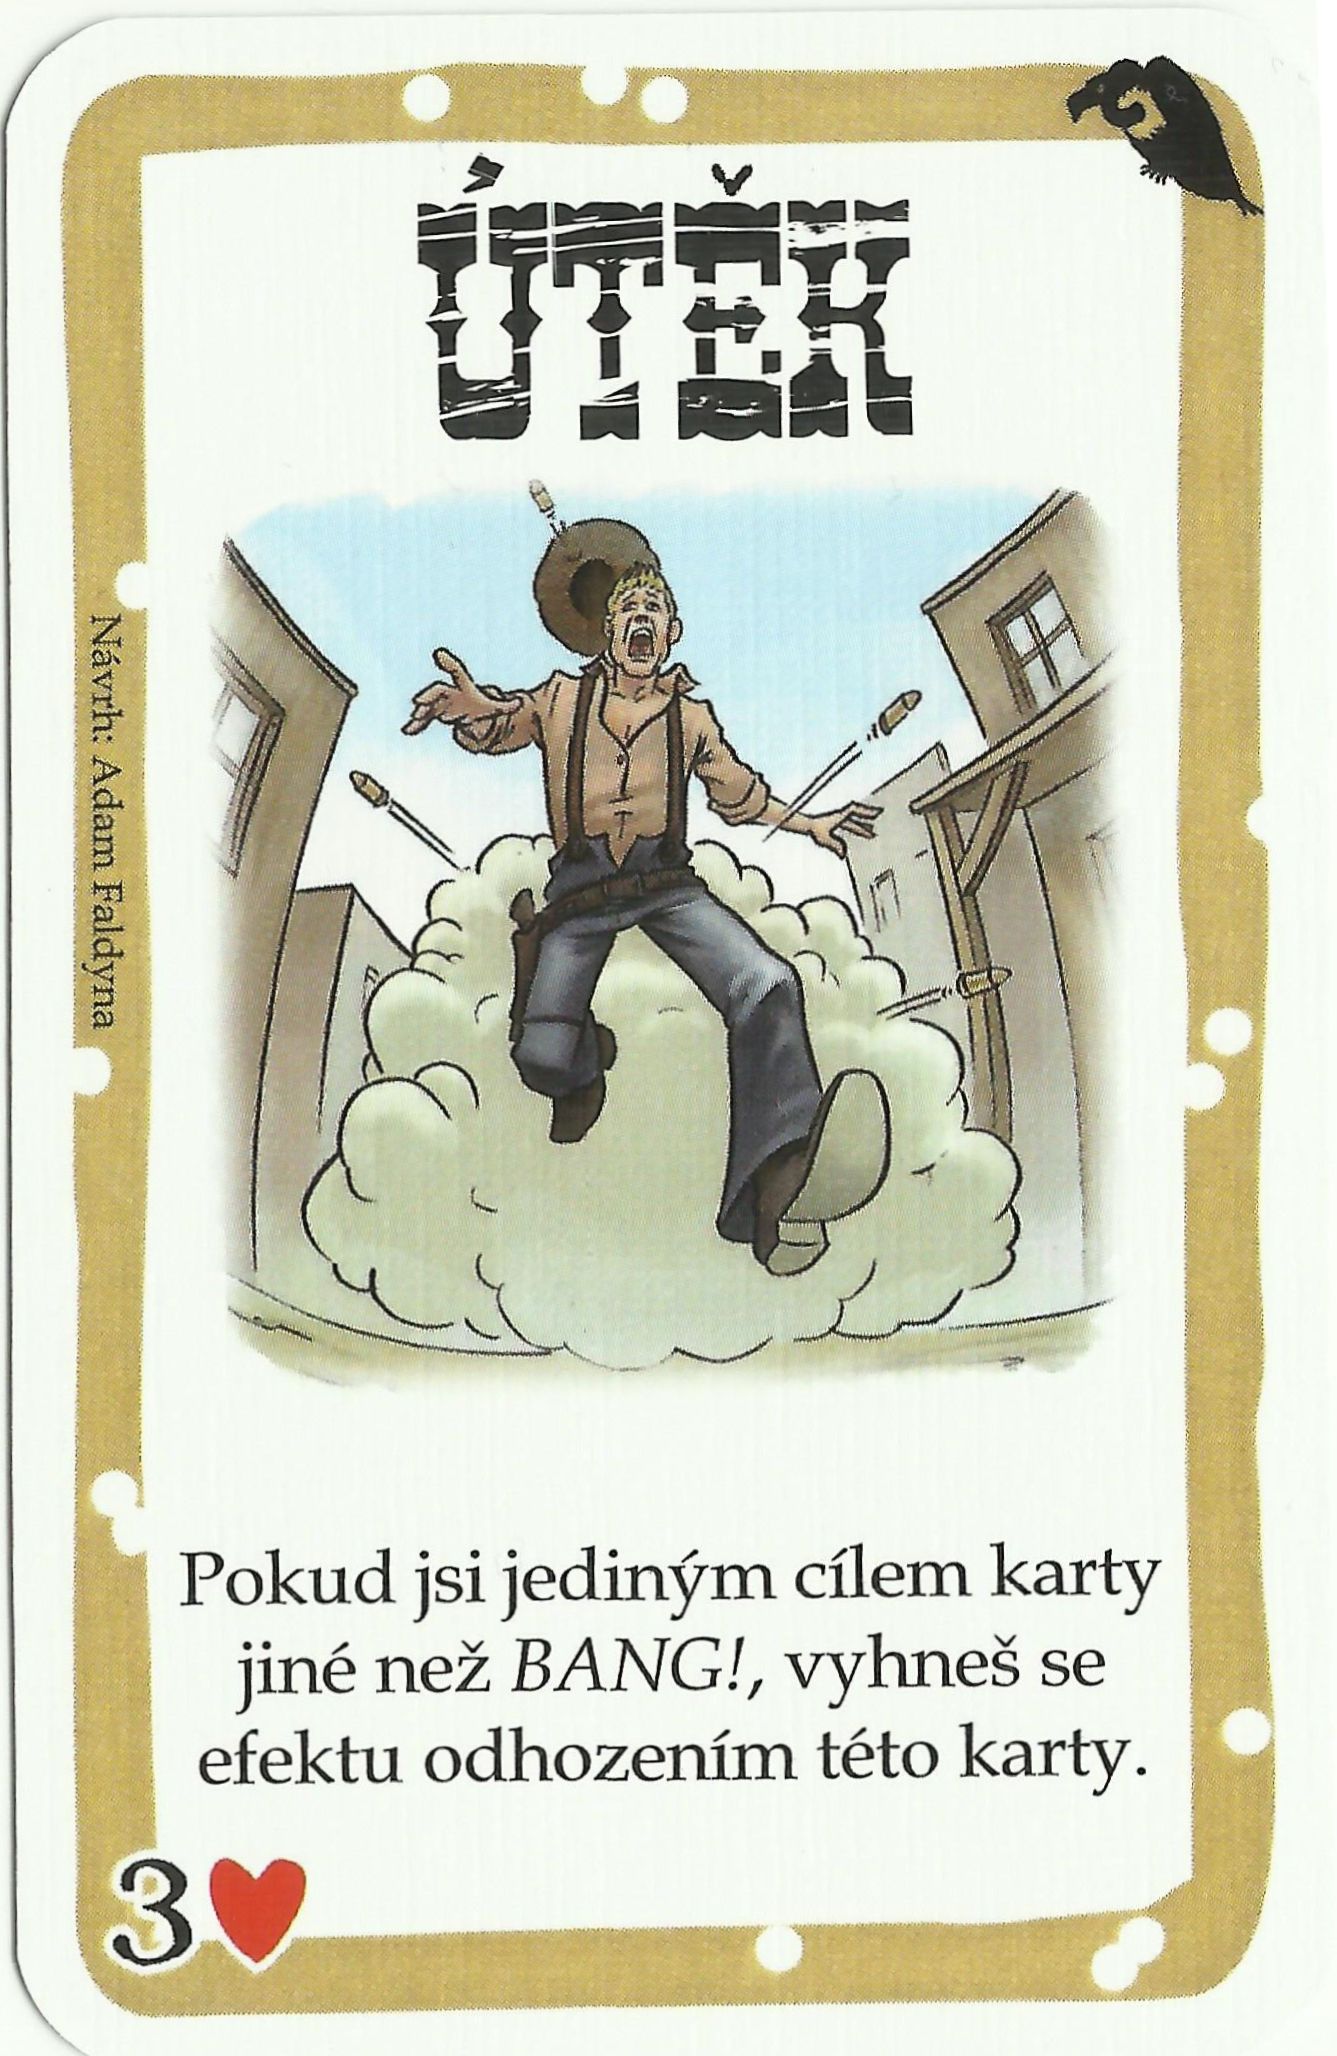 ÚTĚK
Návrh: Adam Faldyna
Pokud jsi jediným cílem karty
jiné než BANG!, vyhneš se
efektu odhozením této karty.
3